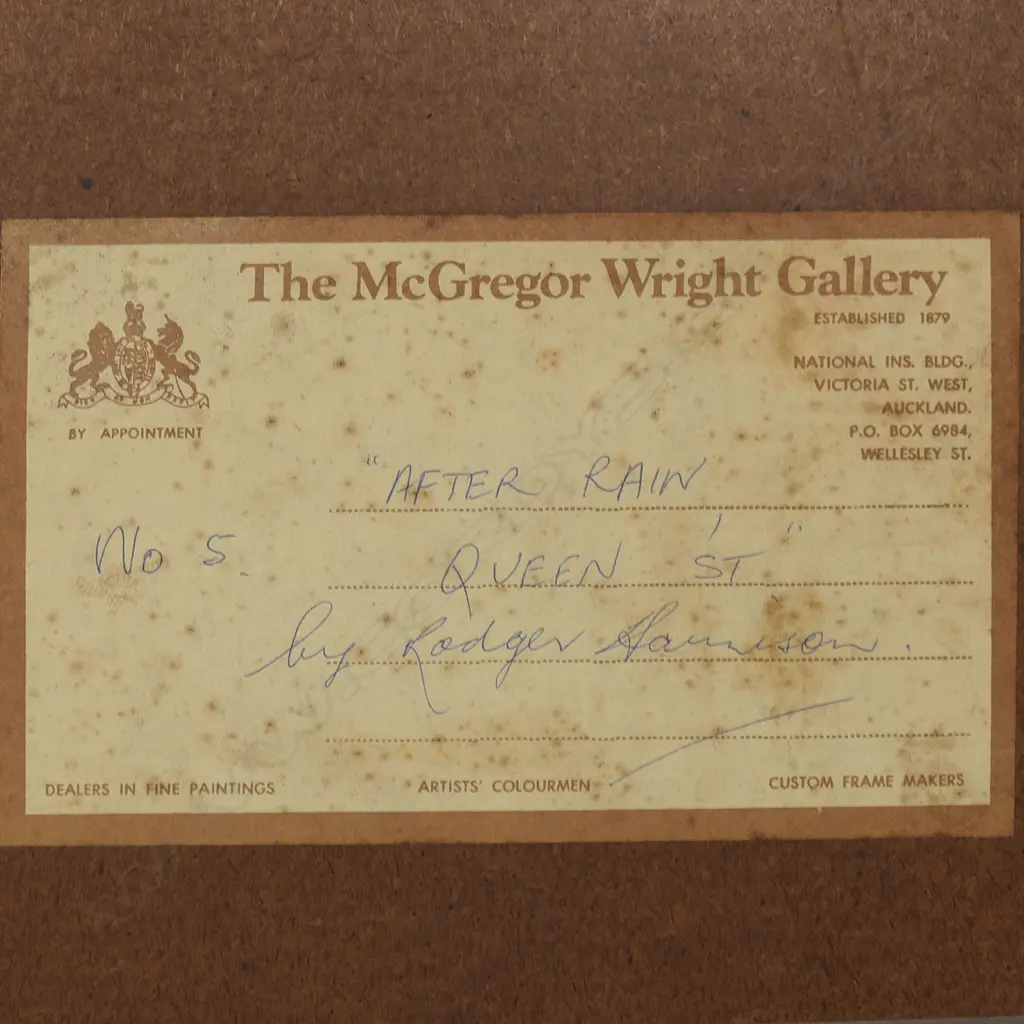 The McGregor Wright Gallery
ESTABLISHED 1879
NATIONAL INS. BLDG.,
VICTORIA ST. WEST,
AUCKLAND.
P.O. BOX 6984,
WELLESLEY ST.
BY APPOINTMENT
"AFTER RAIN
No 5.
QUEEN ST"
by Rodger Harrison.
DEALERS IN FINE PAINTINGS
ARTISTS' COLOURMEN
CUSTOM FRAME MAKERS